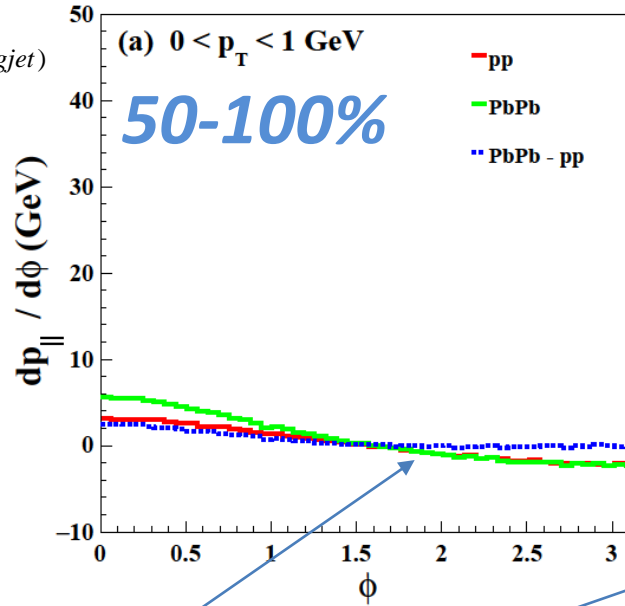 (a) 0 < p_T < 1 GeV
gjet)
50-100%
pp
PbPb
PbPb - pp
dp_|| / dϕ (GeV)
50
40
30
20
10
0
−10
0 0.5 1 1.5 2 2.5 3
ϕ